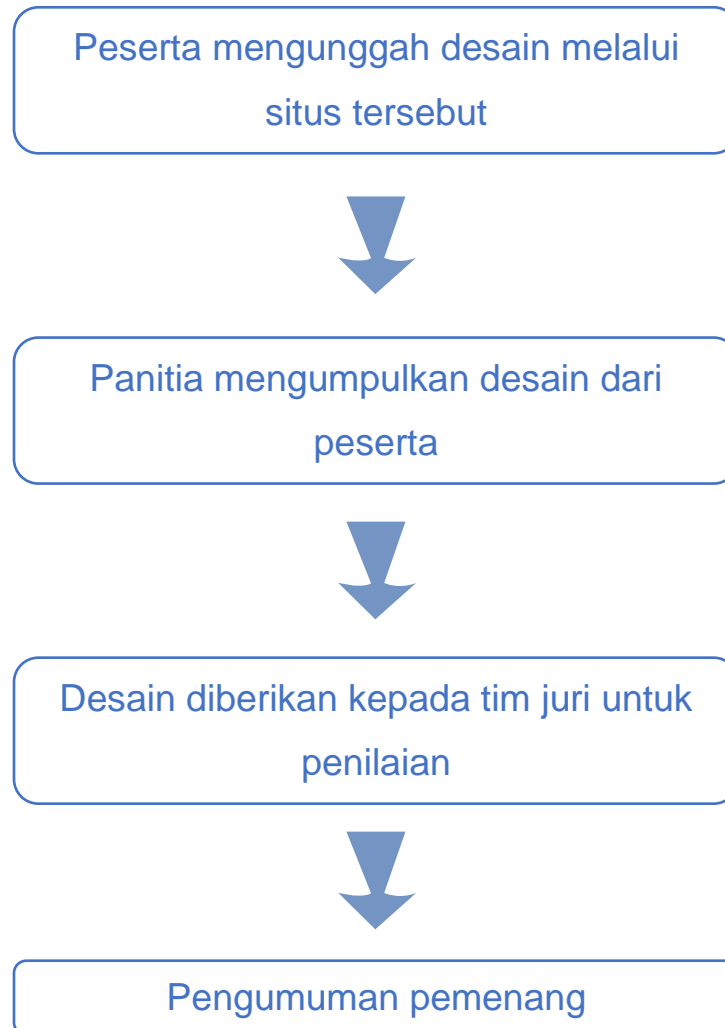 Peserta mengunggah desain melalui
situs tersebut
Panitia mengumpulkan desain dari
peserta
Desain diberikan kepada tim juri untuk
penilaian
Pengumuman pemenang